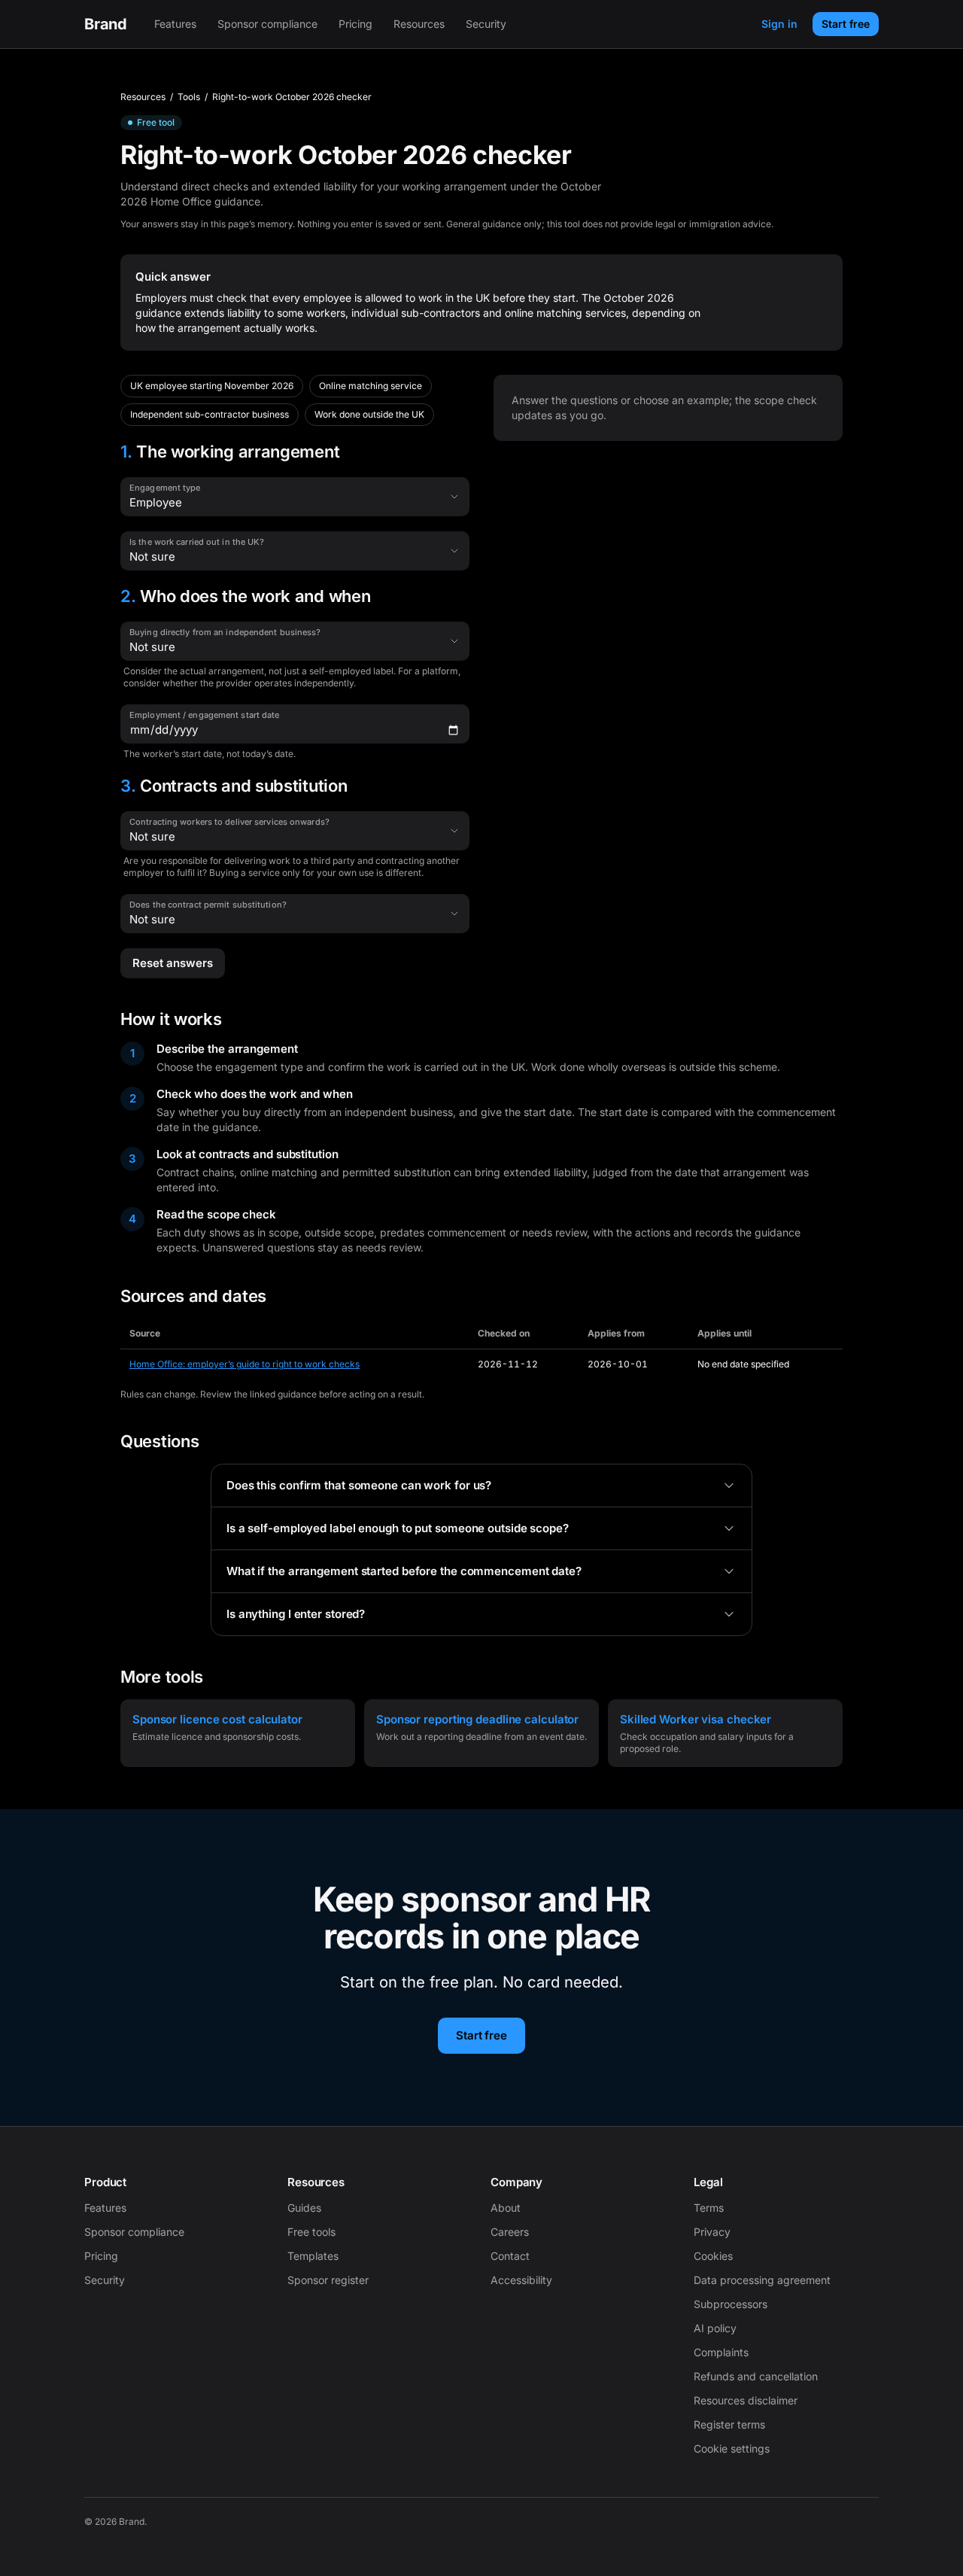 Brand
Features
Sponsor compliance
Pricing
Resources
Security
Sign in
Start free
Resources / Tools / Right-to-work October 2026 checker
Free tool
Right-to-work October 2026 checker
Understand direct checks and extended liability for your working arrangement under the October
2026 Home Office guidance.
Your answers stay in this page’s memory. Nothing you enter is saved or sent. General guidance only; this tool does not provide legal or immigration advice.
Quick answer
Employers must check that every employee is allowed to work in the UK before they start. The October 2026
guidance extends liability to some workers, individual sub-contractors and online matching services, depending on
how the arrangement actually works.
UK employee starting November 2026
Online matching service
Independent sub-contractor business
Work done outside the UK
Answer the questions or choose an example; the scope check
updates as you go.
1. The working arrangement
Engagement type
Employee
Is the work carried out in the UK?
Not sure
2. Who does the work and when
Buying directly from an independent business?
Not sure
Consider the actual arrangement, not just a self-employed label. For a platform,
consider whether the provider operates independently.
Employment / engagement start date
mm/dd/yyyy
The worker’s start date, not today’s date.
3. Contracts and substitution
Contracting workers to deliver services onwards?
Not sure
Are you responsible for delivering work to a third party and contracting another
employer to fulfil it? Buying a service only for your own use is different.
Does the contract permit substitution?
Not sure
Reset answers
How it works
1
Describe the arrangement
Choose the engagement type and confirm the work is carried out in the UK. Work done wholly overseas is outside this scheme.
2
Check who does the work and when
Say whether you buy directly from an independent business, and give the start date. The start date is compared with the commencement
date in the guidance.
3
Look at contracts and substitution
Contract chains, online matching and permitted substitution can bring extended liability, judged from the date that arrangement was
entered into.
4
Read the scope check
Each duty shows as in scope, outside scope, predates commencement or needs review, with the actions and records the guidance
expects. Unanswered questions stay as needs review.
Sources and dates
Source
Checked on
Applies from
Applies until
Home Office: employer’s guide to right to work checks
2026-11-12
2026-10-01
No end date specified
Rules can change. Review the linked guidance before acting on a result.
Questions
Does this confirm that someone can work for us?
Is a self-employed label enough to put someone outside scope?
What if the arrangement started before the commencement date?
Is anything I enter stored?
More tools
Sponsor licence cost calculator
Estimate licence and sponsorship costs.
Sponsor reporting deadline calculator
Work out a reporting deadline from an event date.
Skilled Worker visa checker
Check occupation and salary inputs for a
proposed role.
Keep sponsor and HR
records in one place
Start on the free plan. No card needed.
Start free
Product
Features
Sponsor compliance
Pricing
Security
Resources
Guides
Free tools
Templates
Sponsor register
Company
About
Careers
Contact
Accessibility
Legal
Terms
Privacy
Cookies
Data processing agreement
Subprocessors
AI policy
Complaints
Refunds and cancellation
Resources disclaimer
Register terms
Cookie settings
© 2026 Brand.